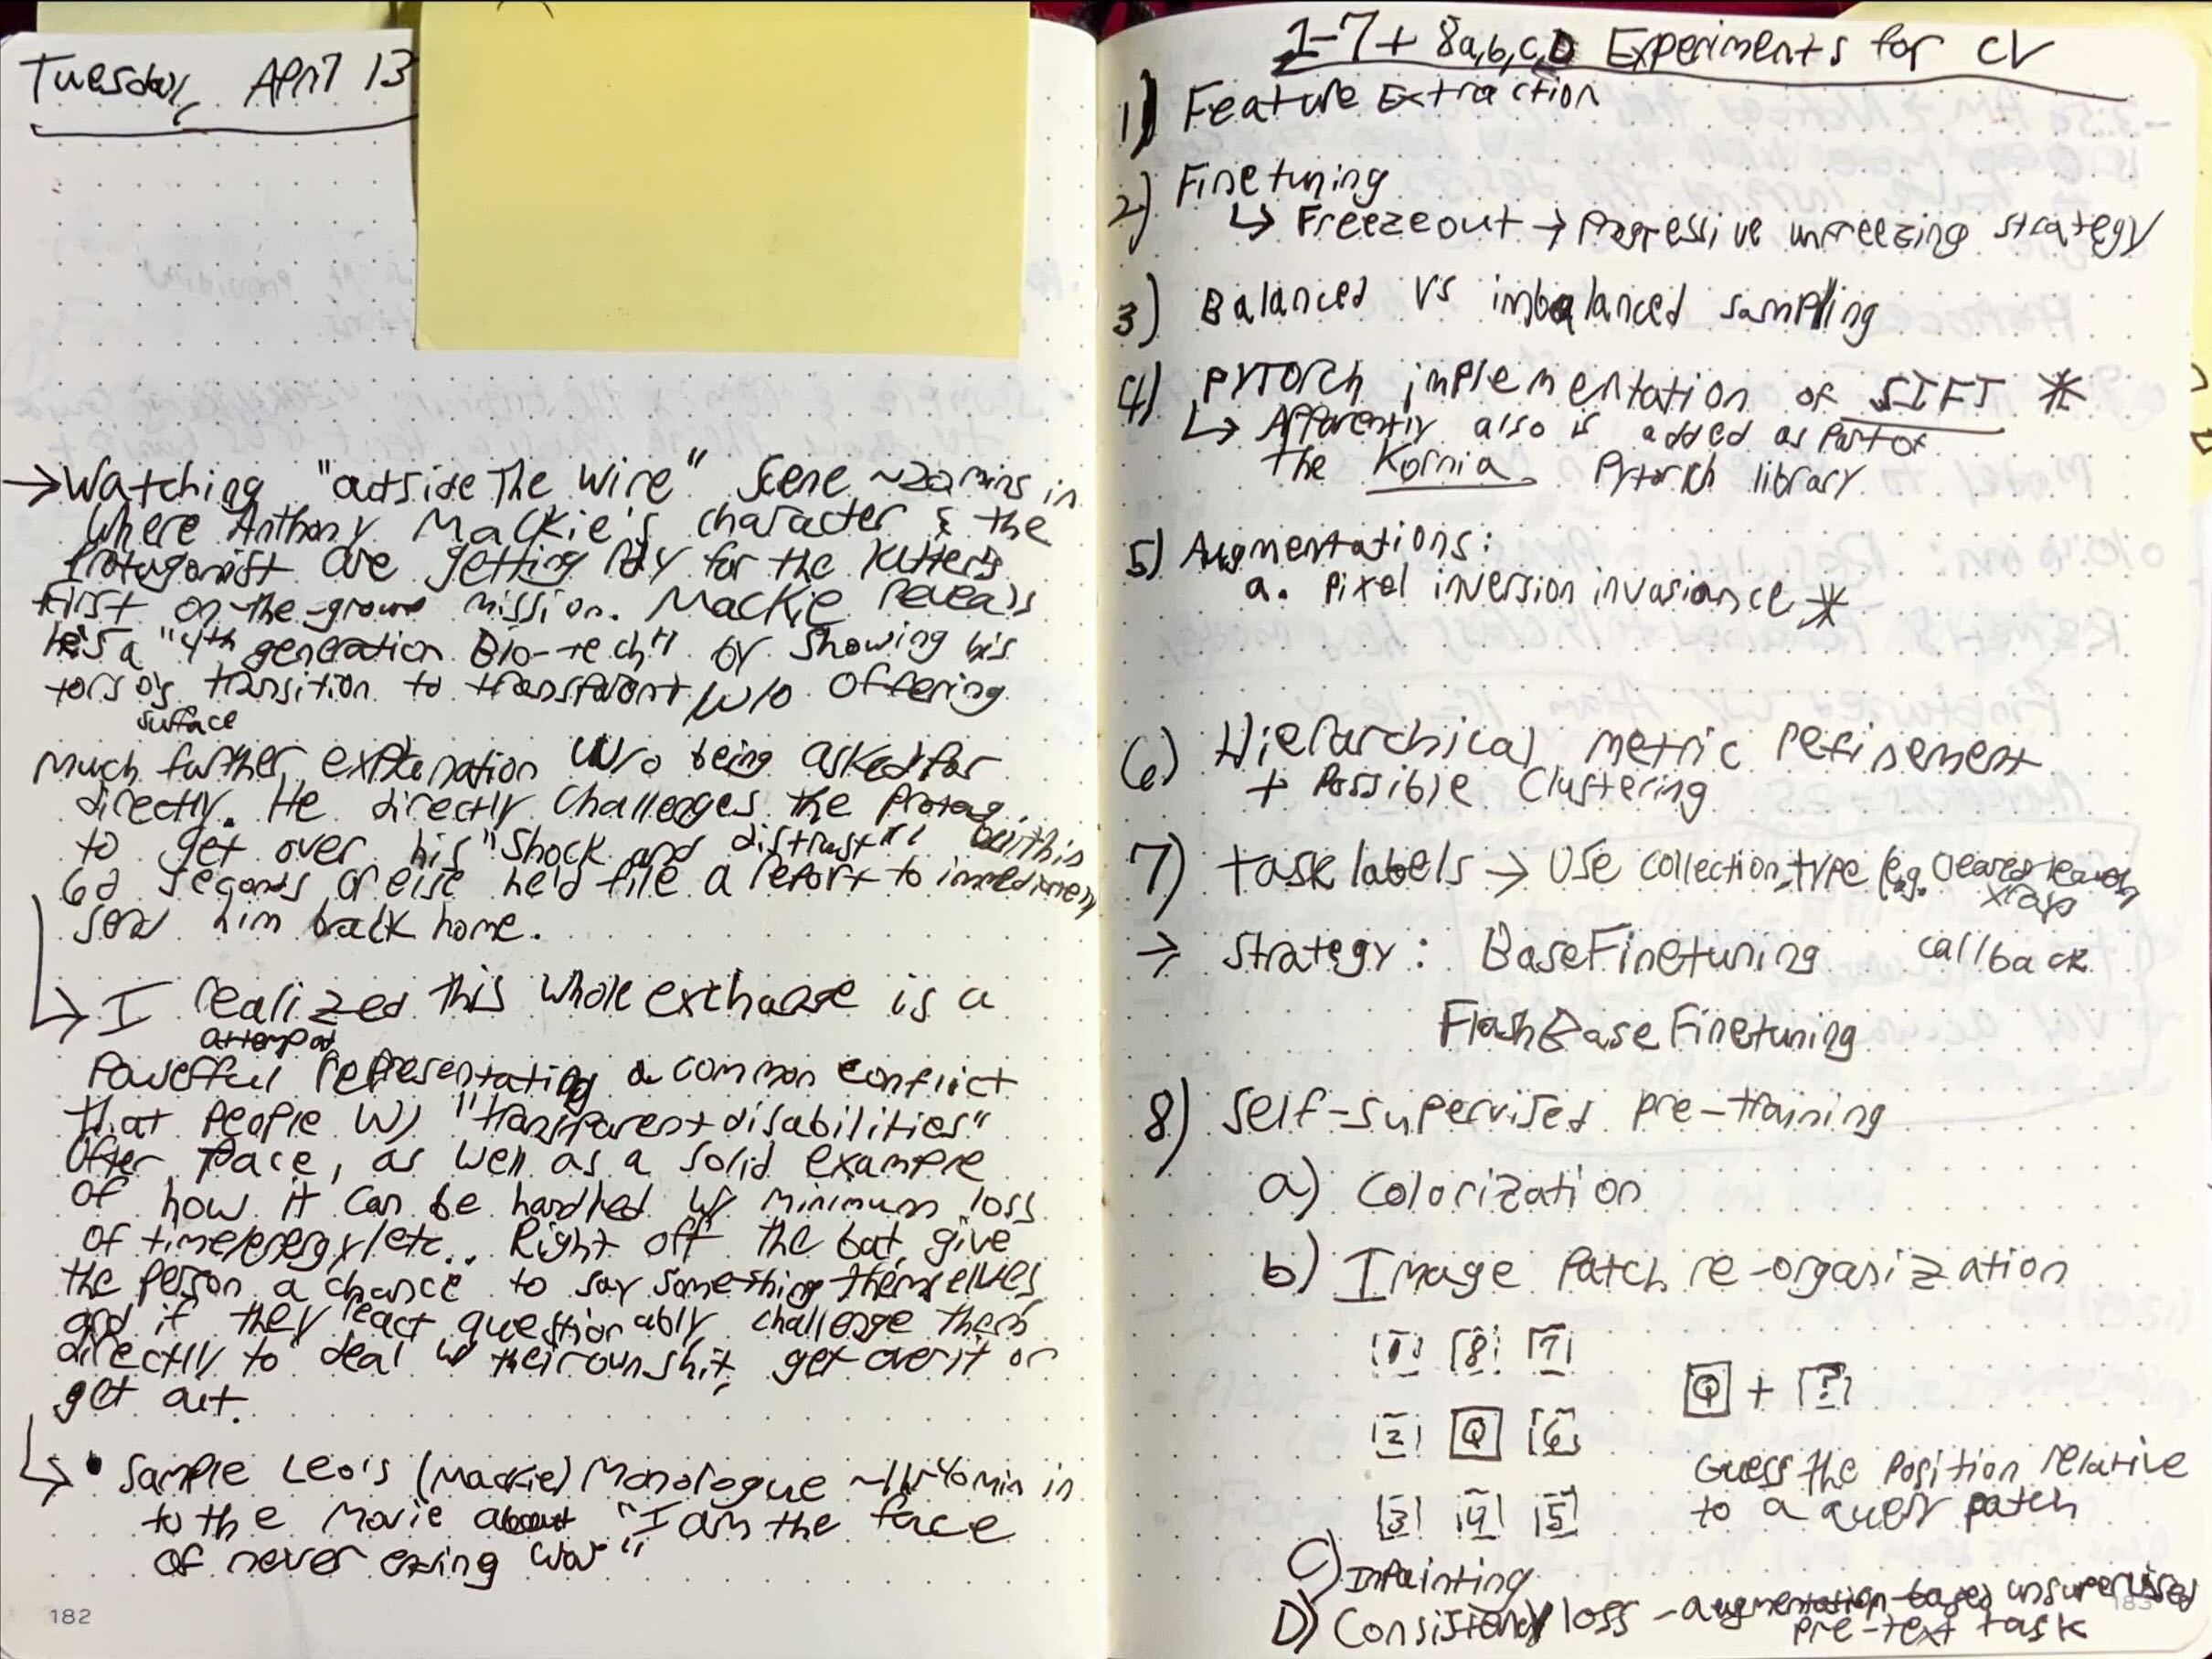 Tuesday, April 13
→ Watching "outside The Wire" Scene ~20 mins in
Where Anthony Mackie's character & the
Protagonist are getting rdy for the latter's
first on-the-ground mission. Mackie reveals
he's a "4th generation Bio-tech" by showing his
torso's transition to transparent w/o offering
surface
much further explanation w/o being asked for
directly. He directly challenges the protag.
to get over his "shock and distrust" w/in this
60 seconds or else he'd file a report to immediately
send him back home.
↳ I realized this whole exchange is a
attempt at
Powerful representating a common conflict
that people w/ "transparent disabilities"
often face, as well as a solid example
of how it can be handled w/ minimum loss
of time/energy/etc.. Right off the bat, give
the person a chance to say something themselves,
and if they react questionably, challenge them
directly to deal w/ their own shit, get over it or
get out.
↳ • Sample Leo's (Mackie) Monologue min in
to the movie about "I am the face
of never ending war"
182
1-7 + 8a,b,c,D Experiments for CV
1) Feature Extraction
2) Finetuning
↳ Freezeout → Progressive unfreezing strategy
3) Balanced vs imbalanced sampling
4) PyTorch implementation of SIFT *
↳ Apparently also is added as part of
the Kornia Pytorch library
5) Augmentations:
a. Pixel inversion invariance *
6) Hierarchical metric refinement
+ Possible Clustering
7) task labels → Use collection type (e.g. Cleared leaves,
xrays
→ Strategy: BaseFinetuning callback
FlashBaseFinetuning
8) Self-supervised pre-training
a) Colorization
b) Image Patch re-organization
1 8 7
2 Q 6
3 4 5
Q + ?
Guess the position relative
to a query patch
C) Inpainting
D) Consistency loss - augmentation-based unsupervised
pre-text task
183